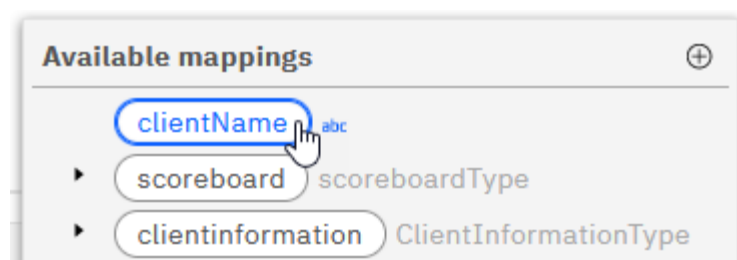 Available mappings
clientName abc
scoreboard scoreboardType
clientinformation ClientInformationType